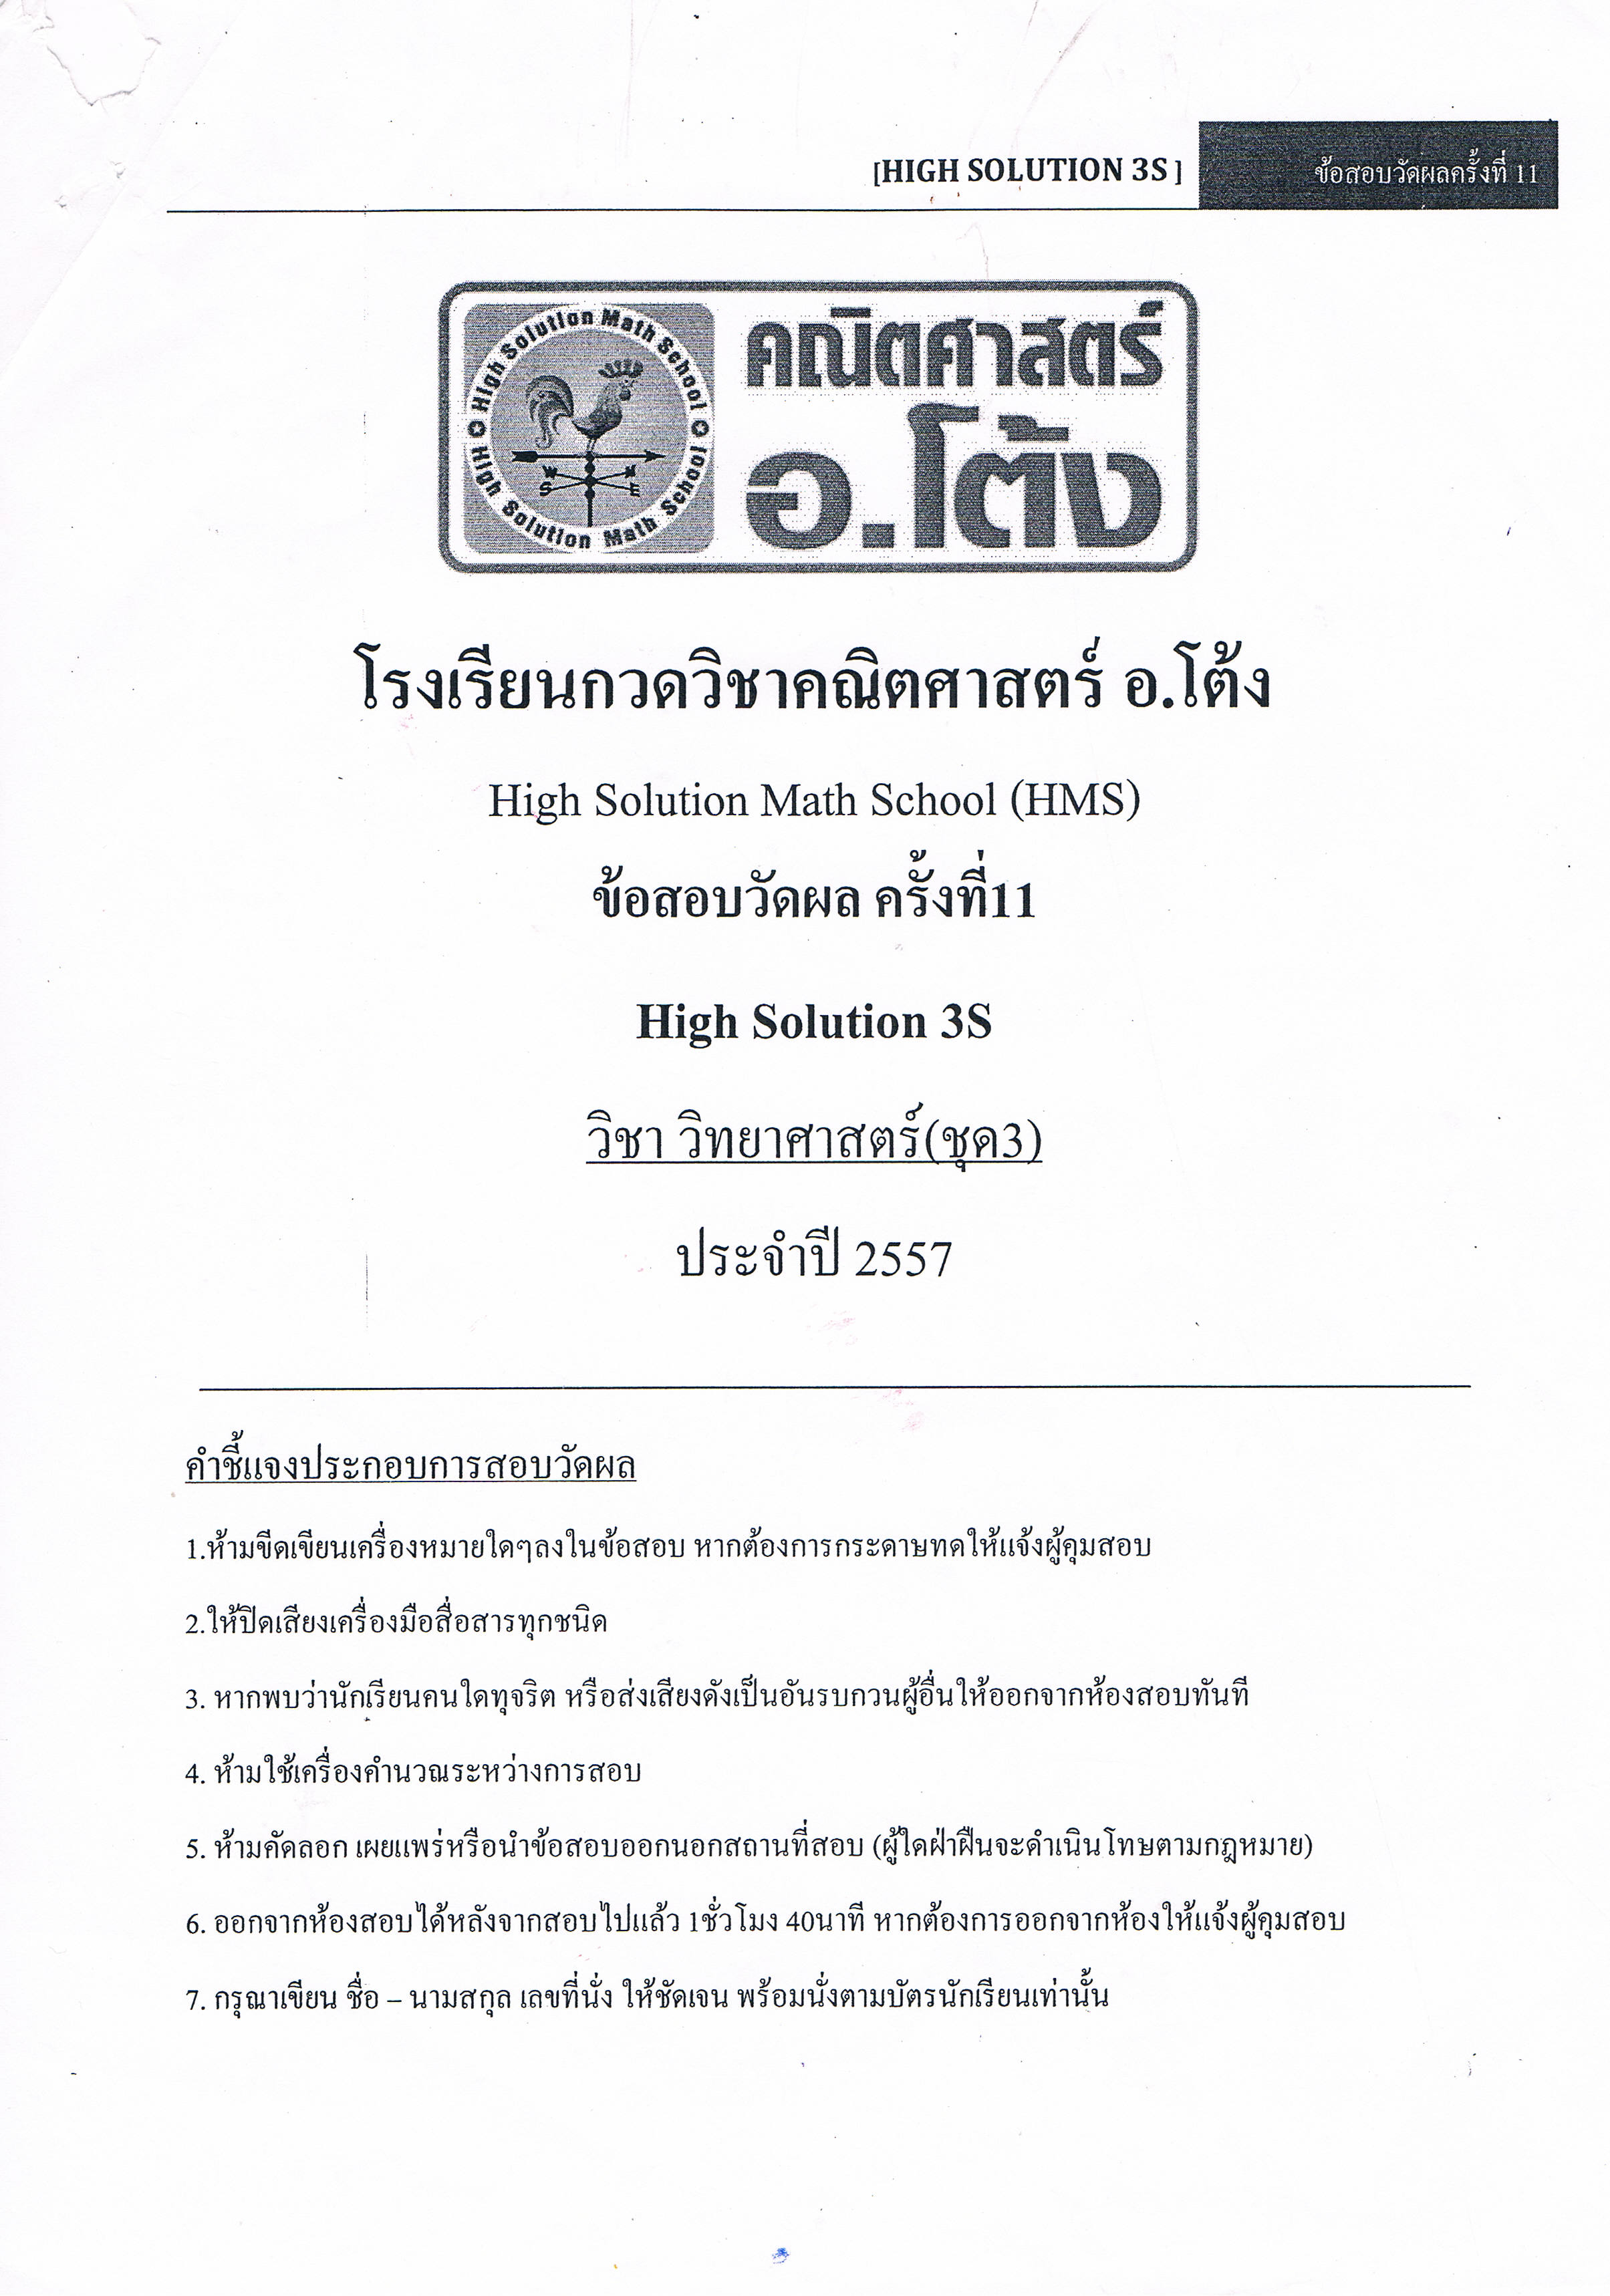 [HIGH SOLUTION 3S ] ข้อสอบวัดผลครั้งที่ 11
High Solution Math School
High Solution Math School
W N
S E
คณิตศาสตร์
อ.โต้ง
โรงเรียนกวดวิชาคณิตศาสตร์ อ.โต้ง
High Solution Math School (HMS)
ข้อสอบวัดผล ครั้งที่11
High Solution 3S
วิชา วิทยาศาสตร์(ชุด3)
ประจำปี 2557
คำชี้แจงประกอบการสอบวัดผล
1.ห้ามขีดเขียนเครื่องหมายใดๆลงในข้อสอบ หากต้องการกระดาษทดให้แจ้งผู้คุมสอบ
2.ให้ปิดเสียงเครื่องมือสื่อสารทุกชนิด
3. หากพบว่านักเรียนคนใดทุจริต หรือส่งเสียงดังเป็นอันรบกวนผู้อื่นให้ออกจากห้องสอบทันที
4. ห้ามใช้เครื่องคำนวณระหว่างการสอบ
5. ห้ามคัดลอก เผยแพร่หรือนำข้อสอบออกนอกสถานที่สอบ (ผู้ใดฝ่าฝืนจะดำเนินโทษตามกฎหมาย)
6. ออกจากห้องสอบได้หลังจากสอบไปแล้ว 1ชั่วโมง 40นาที หากต้องการออกจากห้องให้แจ้งผู้คุมสอบ
7. กรุณาเขียน ชื่อ – นามสกุล เลขที่นั่ง ให้ชัดเจน พร้อมนั่งตามบัตรนักเรียนเท่านั้น